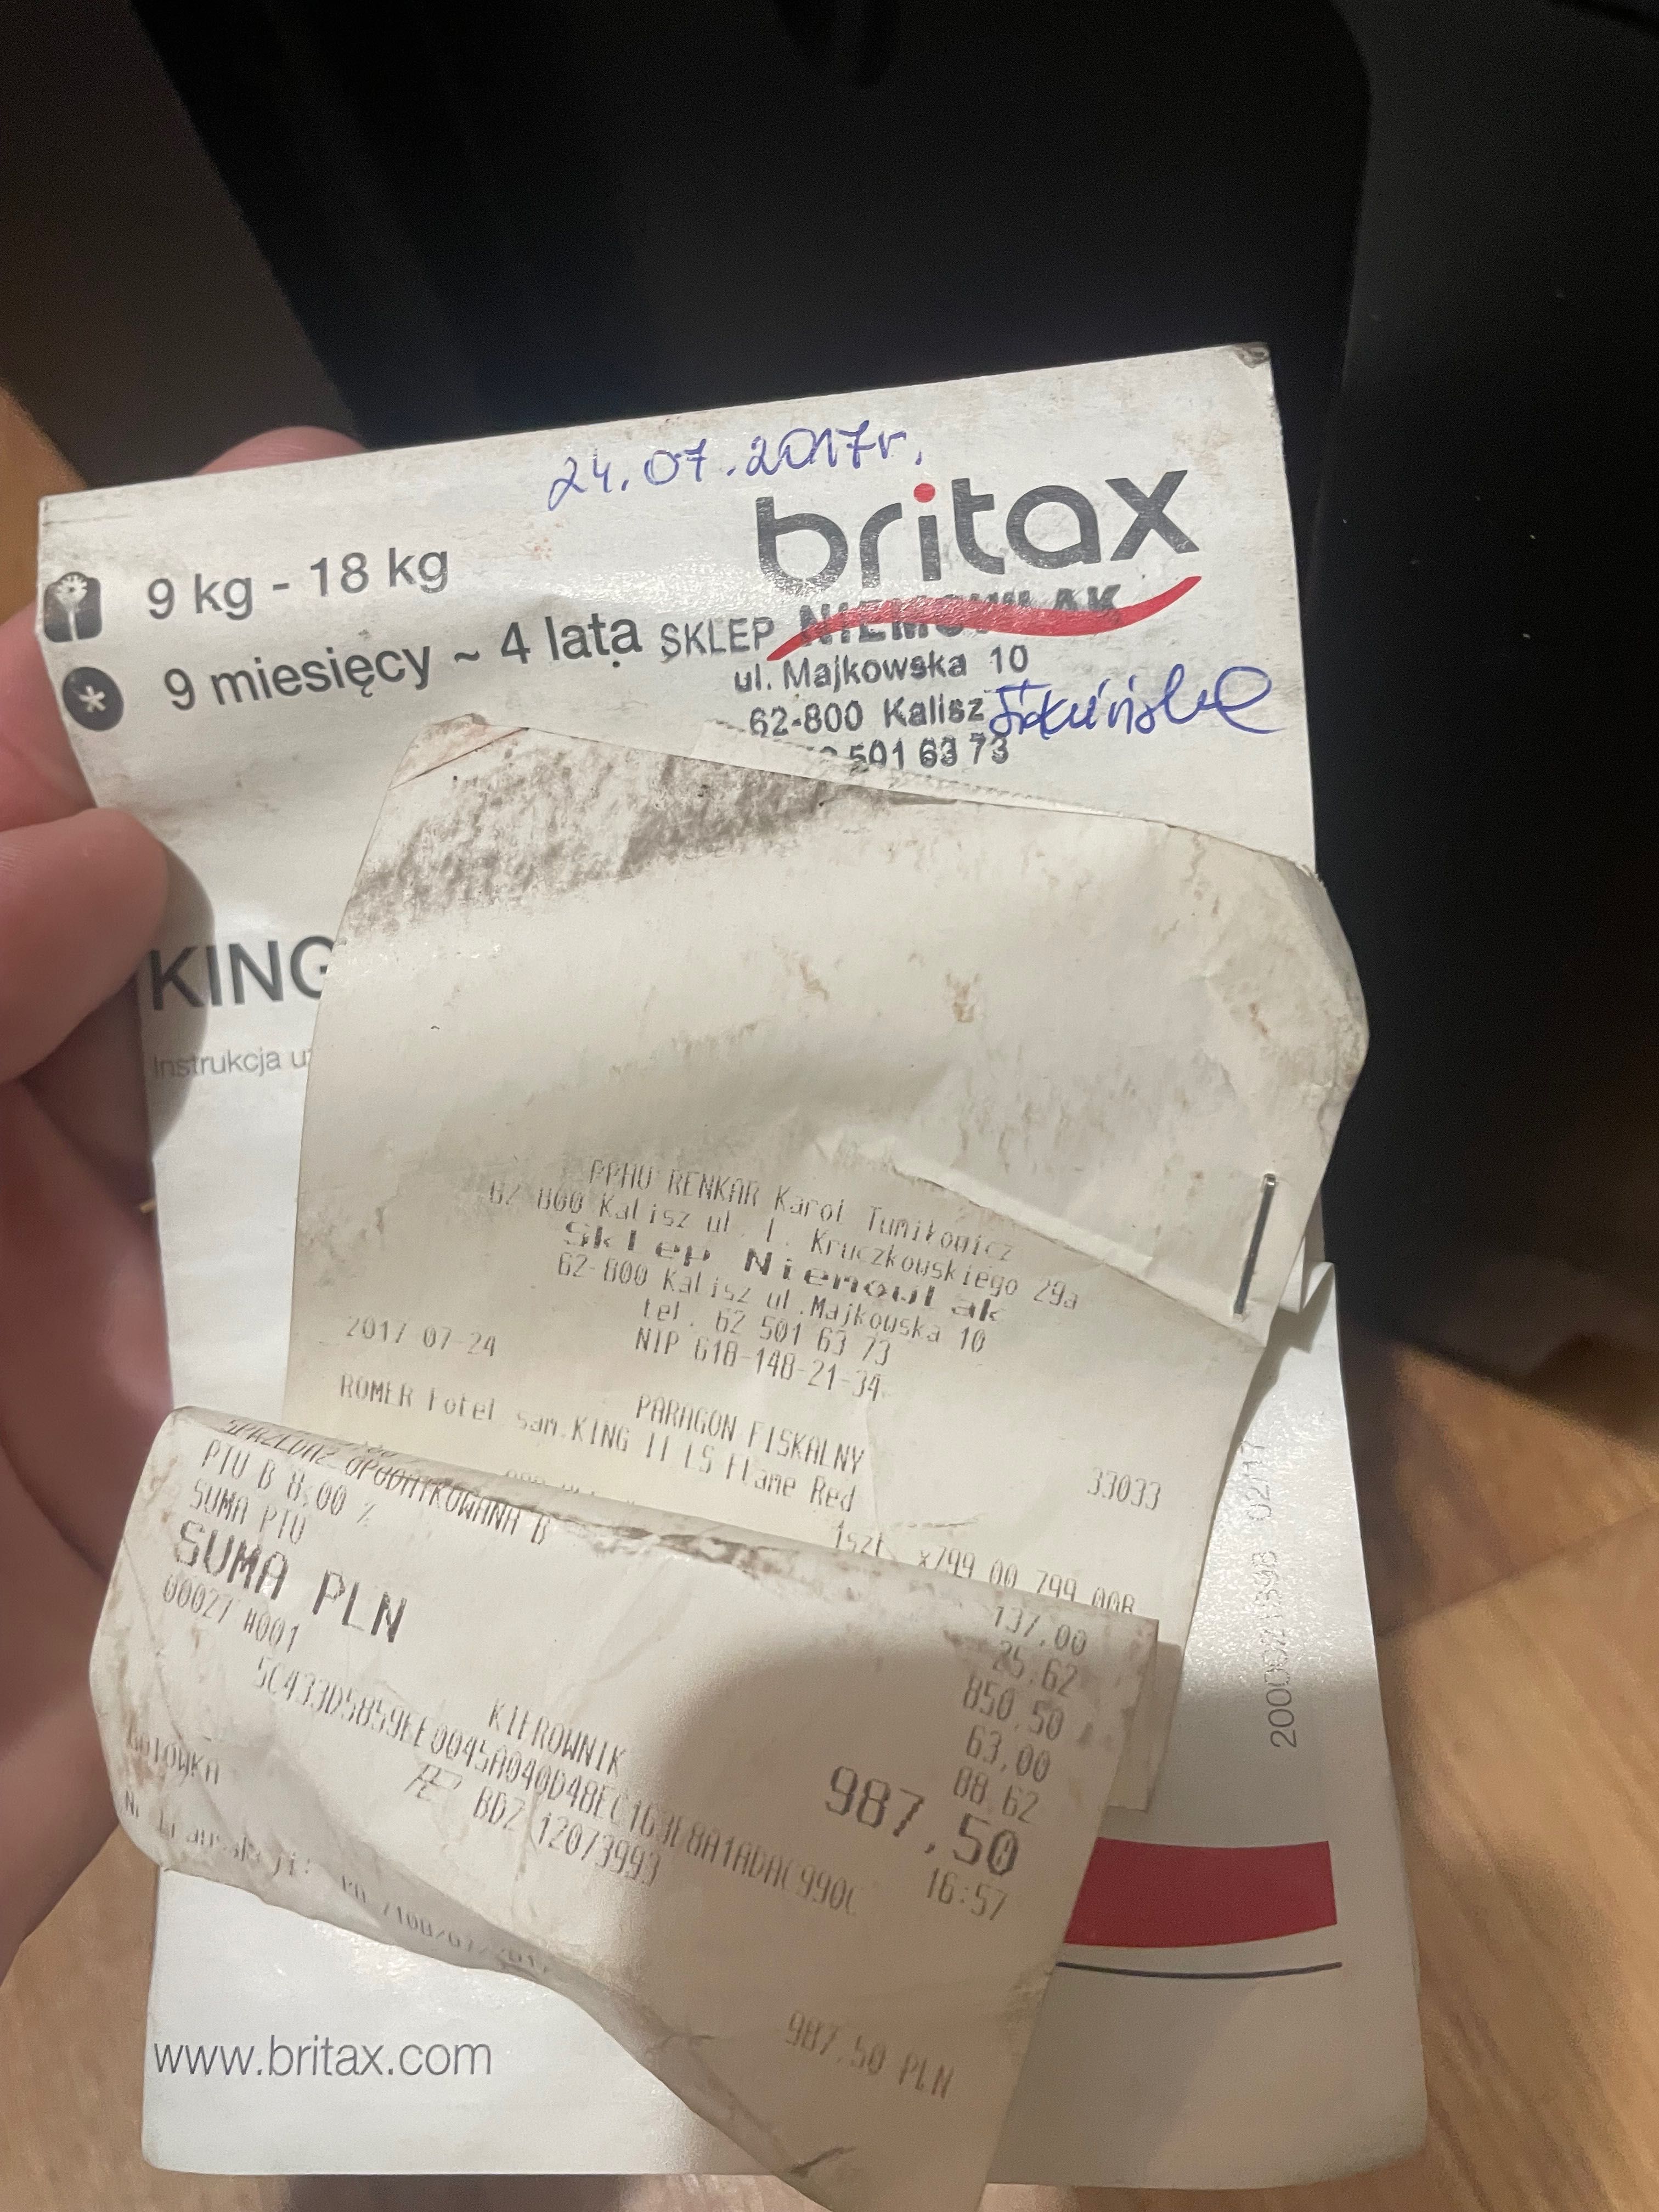 24.07.2017r.
britax
9 kg - 18 kg
9 miesięcy ~ 4 lata
SKLEP NIEMOWLAK
ul. Majkowska 10
62-800 Kalisz
501 63 73
KING
Instrukcja
PPHU RENKAR Karol Tumiłowicz
62-800 Kalisz ul. L. Kruczkowskiego 29a
Sklep Niemowlak
62-800 Kalisz ul.Majkowska 10
tel. 62 501 63 73
NIP 618-148-21-34
2017-07-24
33033
PARAGON FISKALNY
ROMER Fotel sam.KING II LS Flame Red
1szt. x799,00 799,00B
SPRZEDAŻ OPODATKOWANA B
137,00
25,62
850,50
PTU B 8,00 %
63,00
SUMA PTU
88,62
SUMA PLN
987,50
00027 #001
KIEROWNIK
16:57
BDZ 12073993
GOTÓWKA
987,50 PLN
02/17
www.britax.com